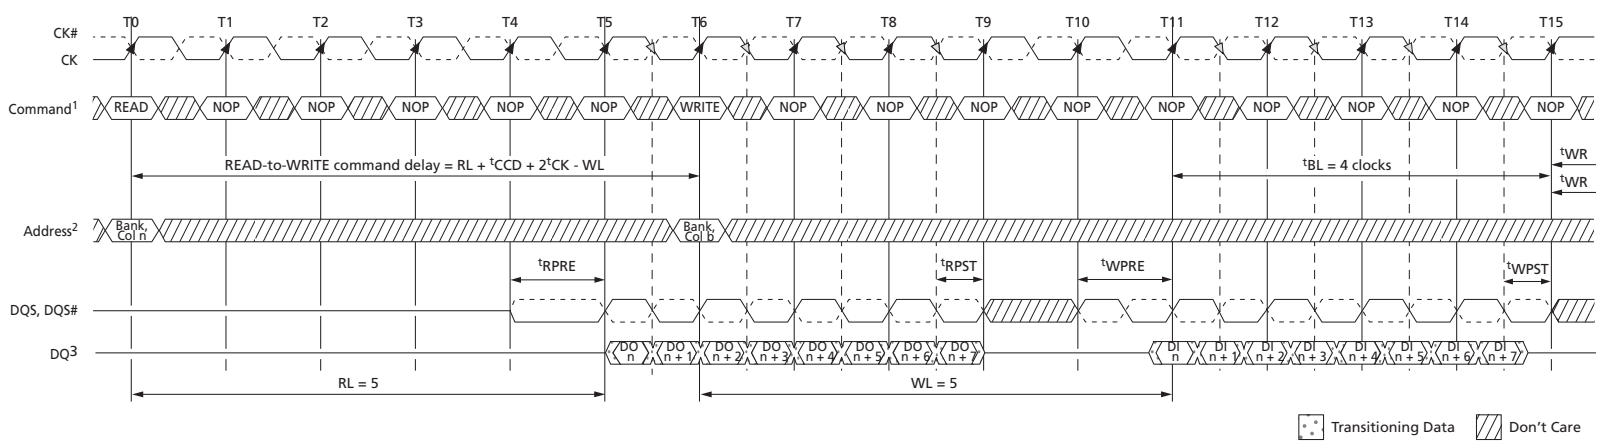 T0 T1 T2 T3 T4 T5 T6 T7 T8 T9 T10 T11 T12 T13 T14 T15
CK#
CK
Command1 READ NOP NOP NOP NOP NOP WRITE NOP NOP NOP NOP NOP NOP NOP NOP NOP
READ-to-WRITE command delay = RL + tCCD + 2tCK - WL
tBL = 4 clocks
tWR
tWR
Address2
Bank,
Col n
Bank,
Col b
tRPRE tRPST tWPRE tWPST
DQS, DQS#
DQ3
DO
n
DO
n + 1
DO
n + 2
DO
n + 3
DO
n + 4
DO
n + 5
DO
n + 6
DO
n + 7
DI
n
DI
n + 1
DI
n + 2
DI
n + 3
DI
n + 4
DI
n + 5
DI
n + 6
DI
n + 7
RL = 5 WL = 5
Transitioning Data Don't Care